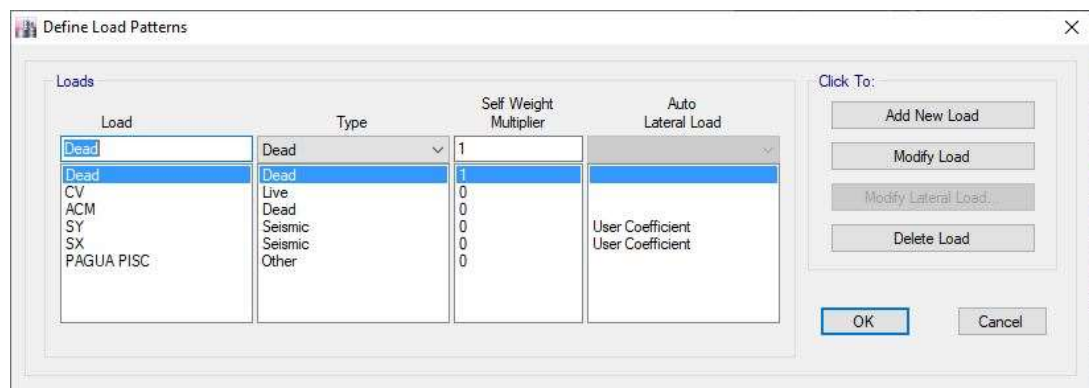 Define Load Patterns
Loads
Click To:
Load Type Self Weight Multiplier Auto Lateral Load
Dead Dead 1
Dead Dead 1
CV Live 0
ACM Dead 0
SY Seismic 0 User Coefficient
SX Seismic 0 User Coefficient
PAGUA PISC Other 0
Add New Load
Modify Load
Modify Lateral Load...
Delete Load
OK Cancel